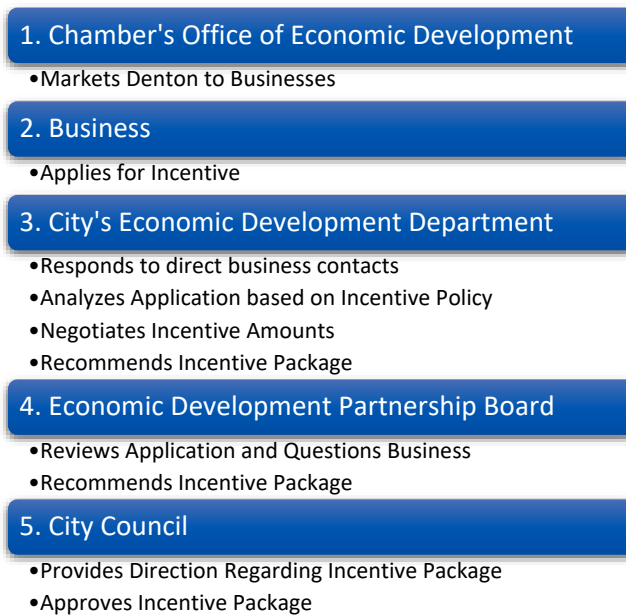 1. Chamber's Office of Economic Development
•Markets Denton to Businesses
2. Business
•Applies for Incentive
3. City's Economic Development Department
•Responds to direct business contacts
•Analyzes Application based on Incentive Policy
•Negotiates Incentive Amounts
•Recommends Incentive Package
4. Economic Development Partnership Board
•Reviews Application and Questions Business
•Recommends Incentive Package
5. City Council
•Provides Direction Regarding Incentive Package
•Approves Incentive Package